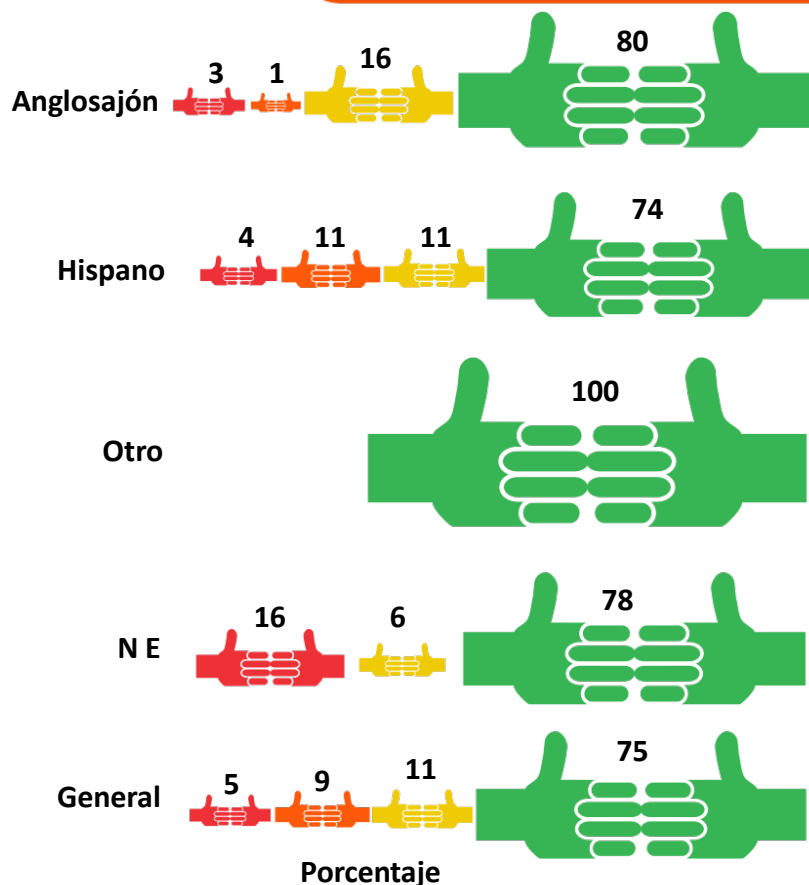 3 1 16 80
Anglosajón
4 11 11 74
Hispano
100
Otro
16 6 78
N E
5 9 11 75
General
Porcentaje